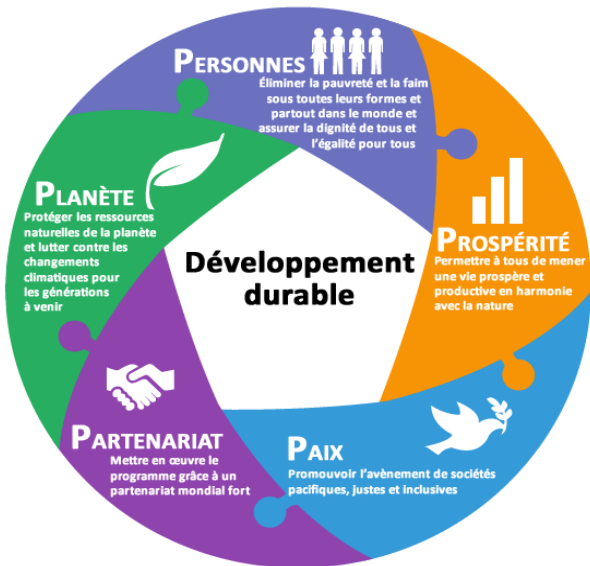 PERSONNES
Éliminer la pauvreté et la faim
sous toutes leurs formes et
partout dans le monde et
assurer la dignité de tous et
l'égalité pour tous
PROSPÉRITÉ
Permettre à tous de mener
une vie prospère et
productive en harmonie
avec la nature
PAIX
Promouvoir l'avènement de sociétés
pacifiques, justes et inclusives
PARTENARIAT
Mettre en œuvre le
programme grâce à un
partenariat mondial fort
PLANÈTE
Protéger les ressources
naturelles de la planète
et lutter contre les
changements
climatiques pour
les générations
à venir
Développement
durable